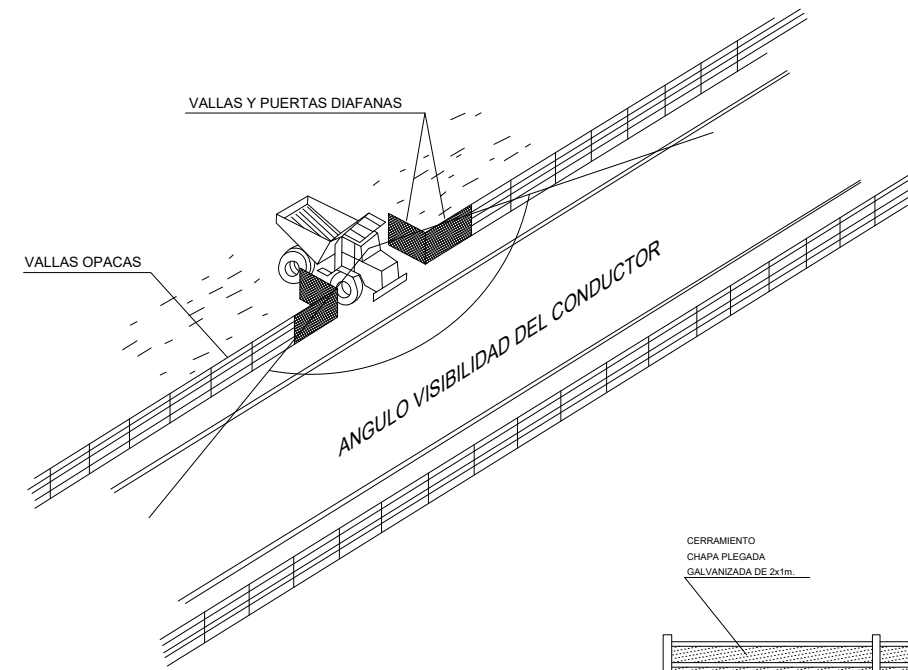 VALLAS Y PUERTAS DIAFANAS
VALLAS OPACAS
ANGULO VISIBILIDAD DEL CONDUCTOR
CERRAMIENTO
CHAPA PLEGADA
GALVANIZADA DE 2x1m.